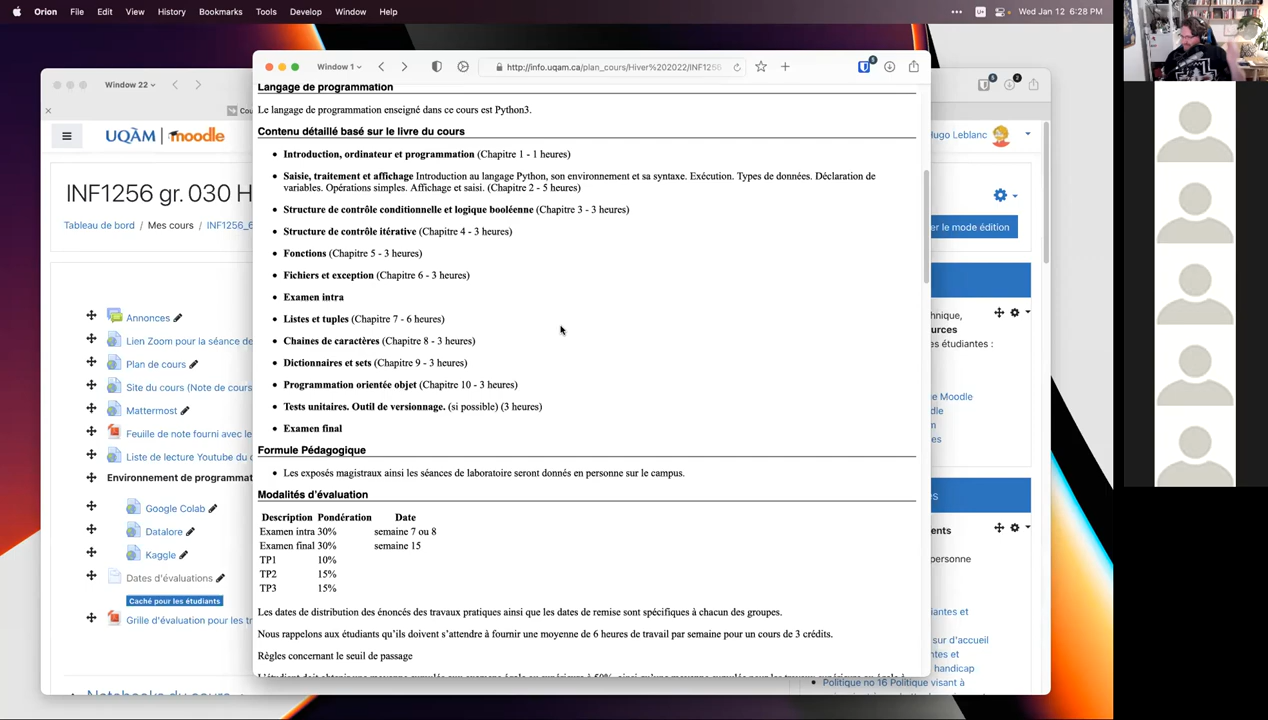 Orion File Edit View History Bookmarks Tools Develop Window Help
Wed Jan 12 6:28 PM
Window 22
Window 1
http://info.uqam.ca/plan_cours/Hiver%202022/INF1256
Cou
UQÀM moodle
Hugo Leblanc
INF1256 gr. 030 H
Tableau de bord / Mes cours / INF1256_6
er le mode édition
Annonces
Lien Zoom pour la séance de
Plan de cours
Site du cours (Note de cours
Mattermost
Feuille de note fourni avec le
Liste de lecture Youtube du c
Environnement de programmat
Google Colab
Datalore
Kaggle
Dates d'évaluations
Caché pour les étudiants
Grille d'évaluation pour les tr
Notebooks du cours
Langage de programmation
Le langage de programmation enseigné dans ce cours est Python3.
Contenu détaillé basé sur le livre du cours
Introduction, ordinateur et programmation (Chapitre 1 - 1 heures)
Saisie, traitement et affichage Introduction au langage Python, son environnement et sa syntaxe. Exécution. Types de données. Déclaration de
variables. Opérations simples. Affichage et saisi. (Chapitre 2 - 5 heures)
Structure de contrôle conditionnelle et logique booléenne (Chapitre 3 - 3 heures)
Structure de contrôle itérative (Chapitre 4 - 3 heures)
Fonctions (Chapitre 5 - 3 heures)
Fichiers et exception (Chapitre 6 - 3 heures)
Examen intra
Listes et tuples (Chapitre 7 - 6 heures)
Chaines de caractères (Chapitre 8 - 3 heures)
Dictionnaires et sets (Chapitre 9 - 3 heures)
Programmation orientée objet (Chapitre 10 - 3 heures)
Tests unitaires. Outil de versionnage. (si possible) (3 heures)
Examen final
Formule Pédagogique
Les exposés magistraux ainsi les séances de laboratoire seront donnés en personne sur le campus.
Modalités d'évaluation
Description Pondération Date
Examen intra 30% semaine 7 ou 8
Examen final 30% semaine 15
TP1 10%
TP2 15%
TP3 15%
Les dates de distribution des énoncés des travaux pratiques ainsi que les dates de remise sont spécifiques à chacun des groupes.
Nous rappelons aux étudiants qu'ils doivent s'attendre à fournir une moyenne de 6 heures de travail par semaine pour un cours de 3 crédits.
Règles concernant le seuil de passage
chnique,
ources
es étudiantes :
e Moodle
dle
m
es
es
ents
personne
diantes et
sur d'accueil
ntes et
handicap
Politique no 16 Politique visant à